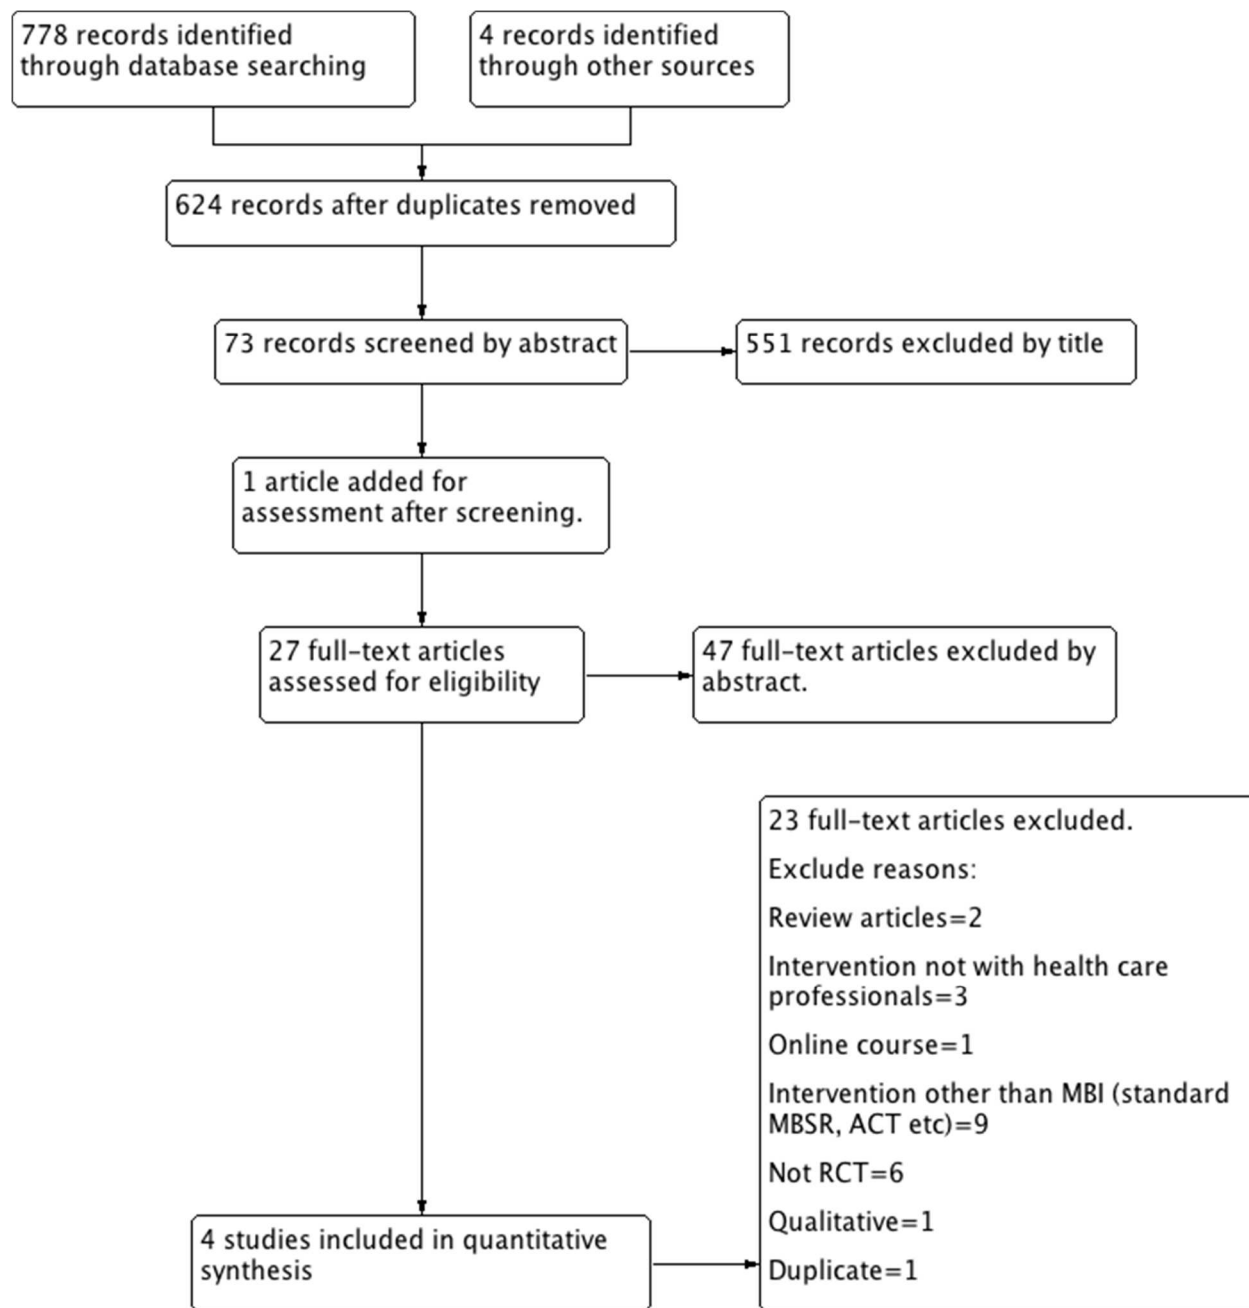 778 records identified
through database searching
4 records identified
through other sources
624 records after duplicates removed
73 records screened by abstract
551 records excluded by title
1 article added for
assessment after screening.
27 full-text articles
assessed for eligibility
47 full-text articles excluded by
abstract.
23 full-text articles excluded.
Exclude reasons:
Review articles=2
Intervention not with health care
professionals=3
Online course=1
Intervention other than MBI (standard
MBSR, ACT etc)=9
Not RCT=6
Qualitative=1
Duplicate=1
4 studies included in quantitative
synthesis